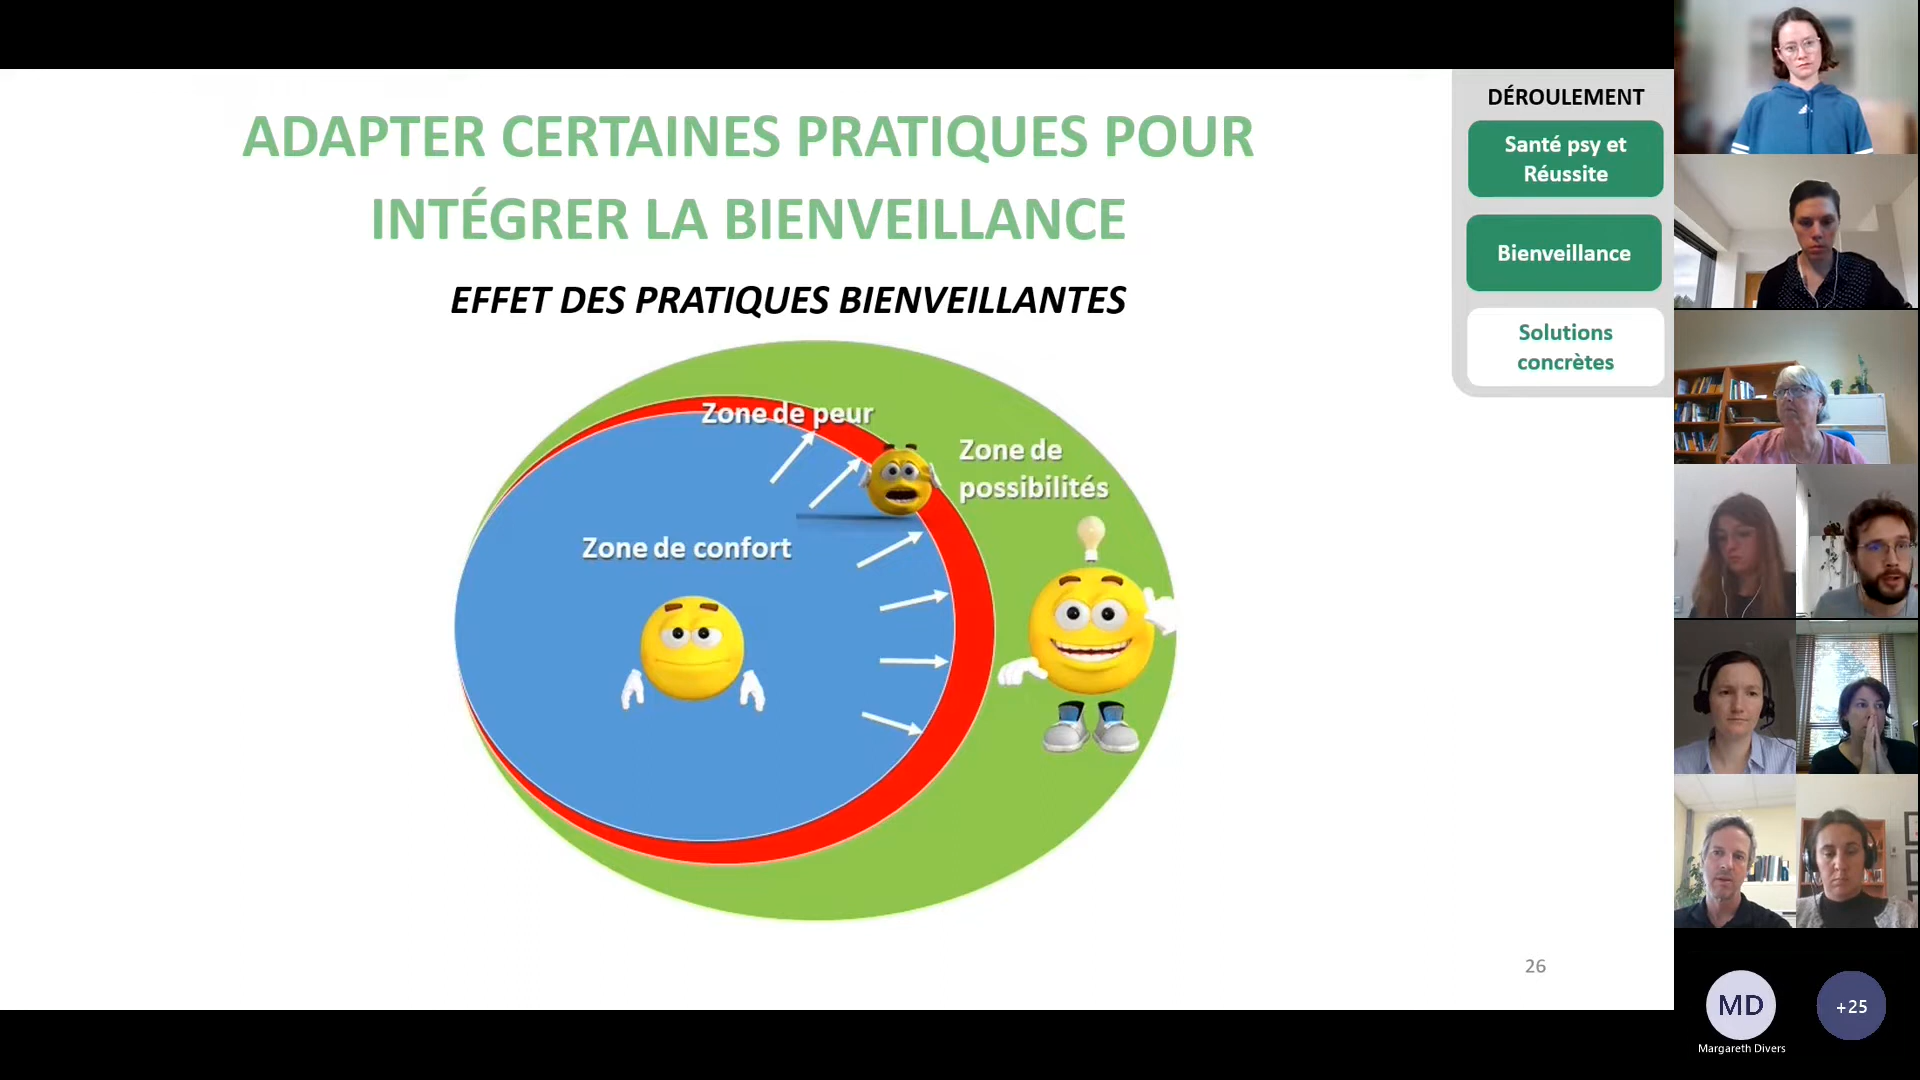 ADAPTER CERTAINES PRATIQUES POUR
INTÉGRER LA BIENVEILLANCE
EFFET DES PRATIQUES BIENVEILLANTES
Zone de peur
Zone de
possibilités
Zone de confort
26
DÉROULEMENT
Santé psy et
Réussite
Bienveillance
Solutions
concrètes
MD
Margareth Divers
+25